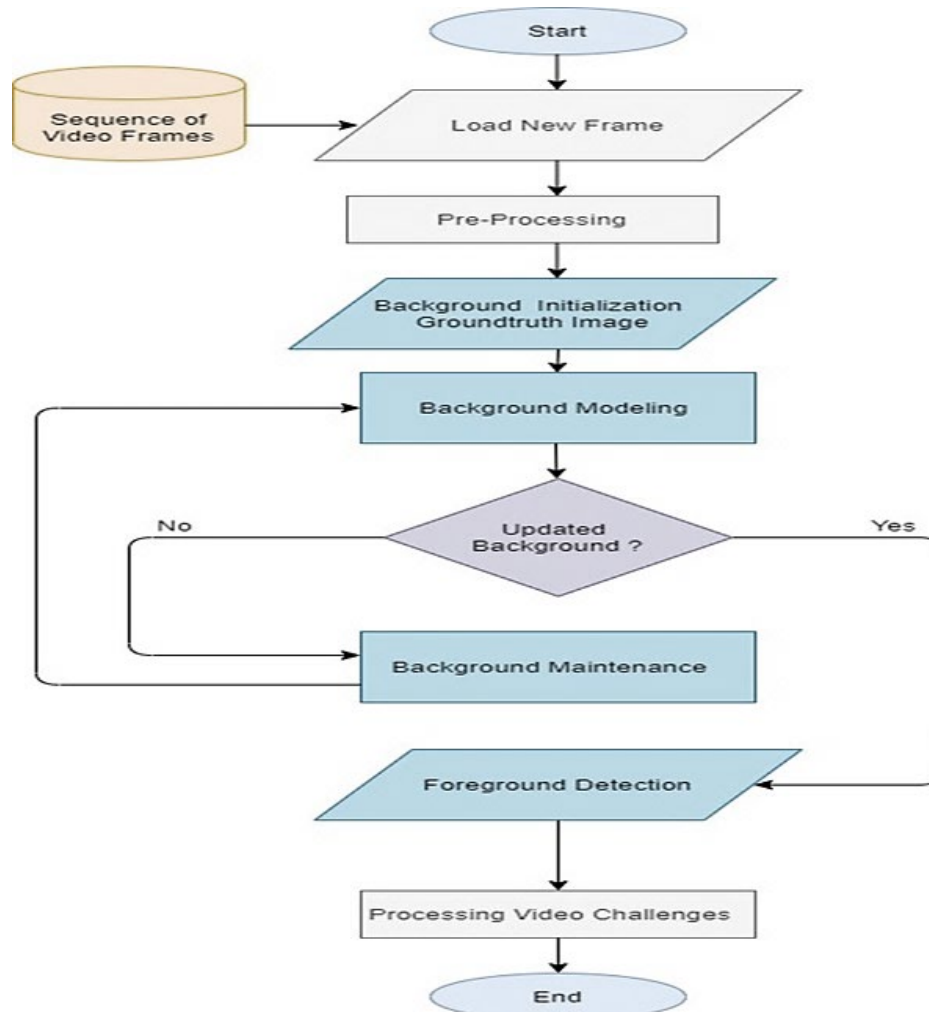 Start
Sequence of
Video Frames
Load New Frame
Pre-Processing
Background Initialization
Groundtruth Image
Background Modeling
No
Updated
Background ?
Yes
Background Maintenance
Foreground Detection
Processing Video Challenges
End